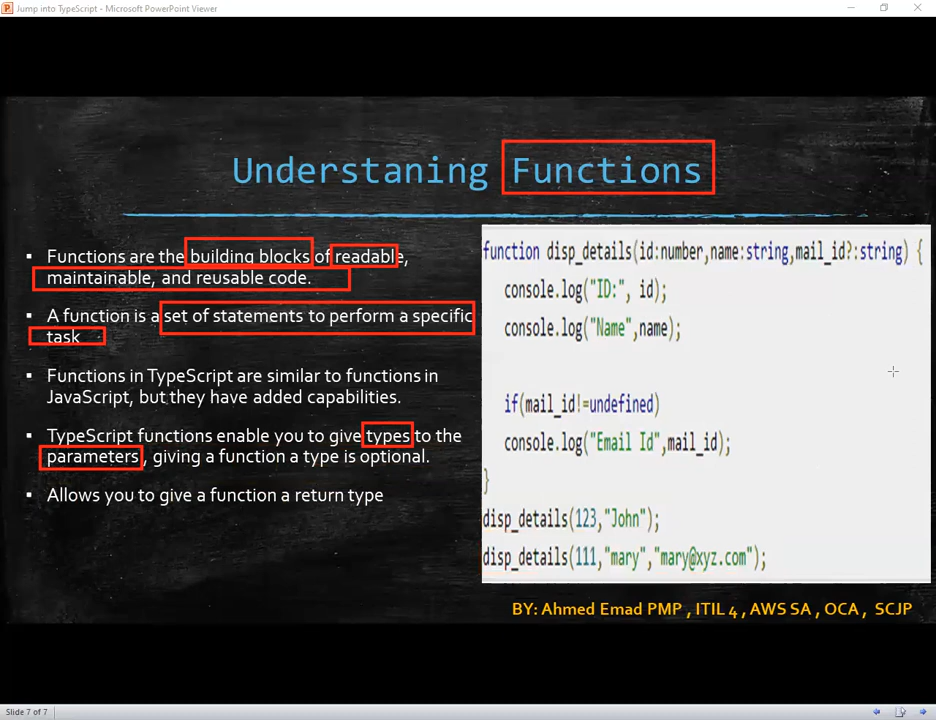 Jump into TypeScript - Microsoft PowerPoint Viewer
Understaning Functions
▪ Functions are the building blocks of readable,
maintainable, and reusable code.
▪ A function is a set of statements to perform a specific
task
▪ Functions in TypeScript are similar to functions in
JavaScript, but they have added capabilities.
▪ TypeScript functions enable you to give types to the
parameters, giving a function a type is optional.
▪ Allows you to give a function a return type
function disp_details(id:number,name:string,mail_id?:string) {
console.log("ID:", id);
console.log("Name",name);
if(mail_id!=undefined)
console.log("Email Id",mail_id);
}
disp_details(123,"John");
disp_details(111,"mary","mary@xyz.com");
BY: Ahmed Emad PMP , ITIL 4 , AWS SA , OCA , SCJP
Slide 7 of 7